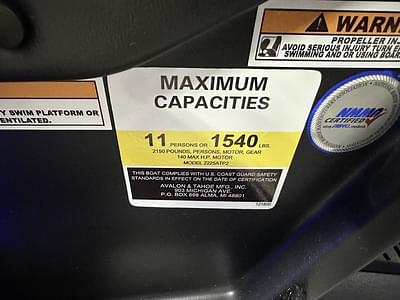 WARN
PROPELLER IN
AVOID SERIOUS INJURY TURN EN
SWIMMING AND OR USING BOAR
Y SWIM PLATFORM OR
VENTILATED.
MAXIMUM
CAPACITIES
11 PERSONS OR 1540 LBS.
2150 POUNDS, PERSONS, MOTOR, GEAR
140 MAX H.P. MOTOR
MODEL 2225ATP2
THIS BOAT COMPLIES WITH U.S. COAST GUARD SAFETY
STANDARDS IN EFFECT ON THE DATE OF CERTIFICATION
AVALON & TAHOE MFG., INC.
903 MICHIGAN AVE.
P.O. BOX 698 ALMA, MI 48801
NMMA
CERTIFIED